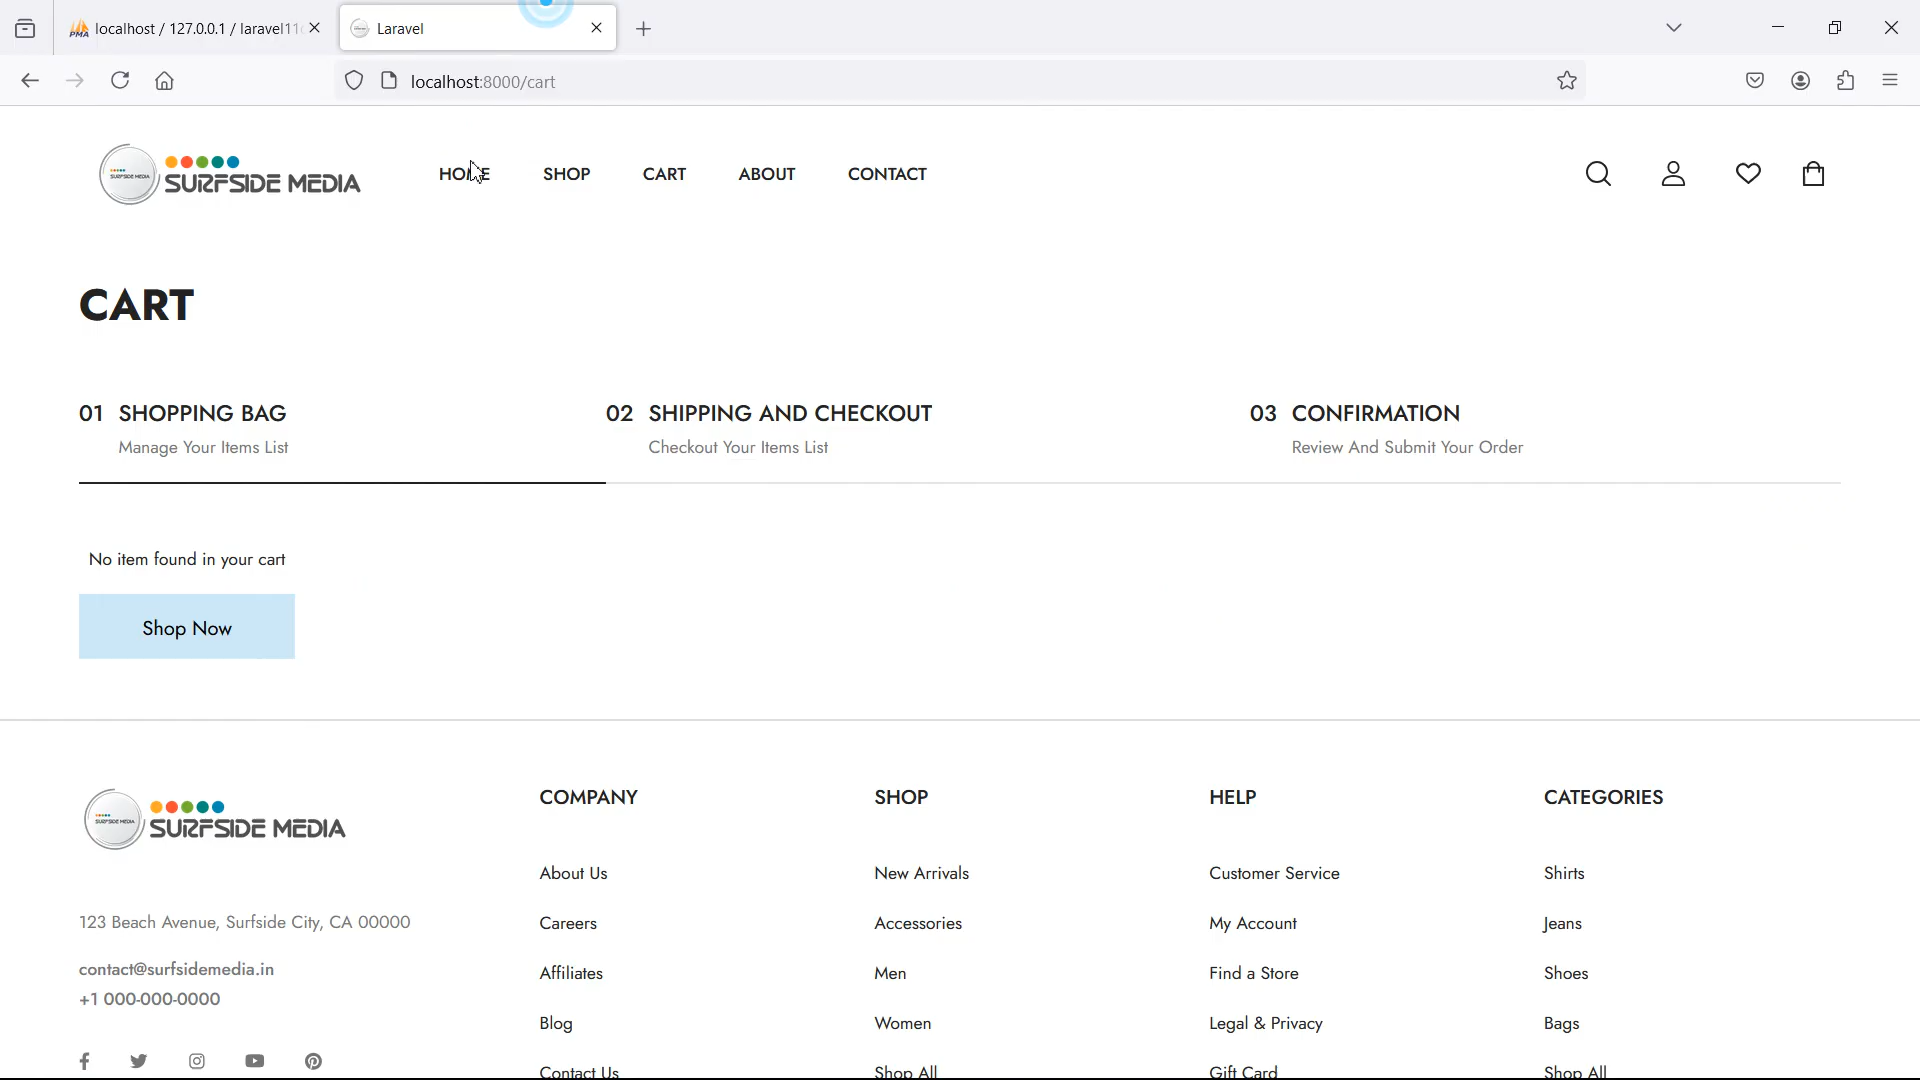 localhost / 127.0.0.1 / laravel11
Laravel
localhost:8000/cart
SURFSIDE MEDIA
SURFSIDE MEDIA
HOME
SHOP
CART
ABOUT
CONTACT
CART
01 SHOPPING BAG
Manage Your Items List
02 SHIPPING AND CHECKOUT
Checkout Your Items List
03 CONFIRMATION
Review And Submit Your Order
No item found in your cart
Shop Now
SURFSIDE MEDIA
SURFSIDE MEDIA
123 Beach Avenue, Surfside City, CA 00000
contact@surfsidemedia.in
+1 000-000-0000
COMPANY
About Us
Careers
Affiliates
Blog
Contact Us
SHOP
New Arrivals
Accessories
Men
Women
Shop All
HELP
Customer Service
My Account
Find a Store
Legal & Privacy
Gift Card
CATEGORIES
Shirts
Jeans
Shoes
Bags
Shop All